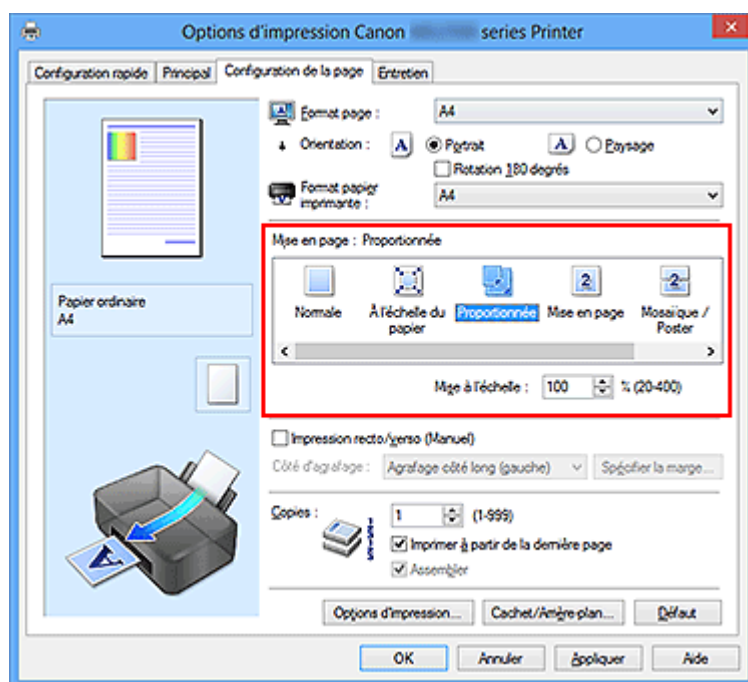 Options d'impression Canon series Printer
Configuration rapide Principal Configuration de la page Entretien
Format page : A4
Orientation : A Portrait A Paysage
Rotation 180 degrés
Format papier imprimante : A4
Mise en page : Proportionnée
2 2
Normale À l'échelle du papier Proportionnée Mise en page Mosaïque / Poster
Mise à l'échelle : 100 % (20-400)
Papier ordinaire
A4
Impression recto/verso (Manuel)
Côté d'agrafage : Agrafage côté long (gauche) Spécifier la marge...
Copies : 1 (1-999)
Imprimer à partir de la dernière page
Assembler
A
Options d'impression... Cachet/Arrière-plan... Défaut
OK Annuler Appliquer Aide